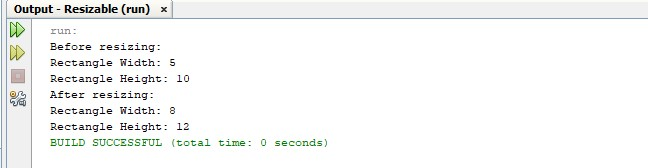 Output - Resizable (run) ×
run:
Before resizing:
Rectangle Width: 5
Rectangle Height: 10
After resizing:
Rectangle Width: 8
Rectangle Height: 12
BUILD SUCCESSFUL (total time: 0 seconds)